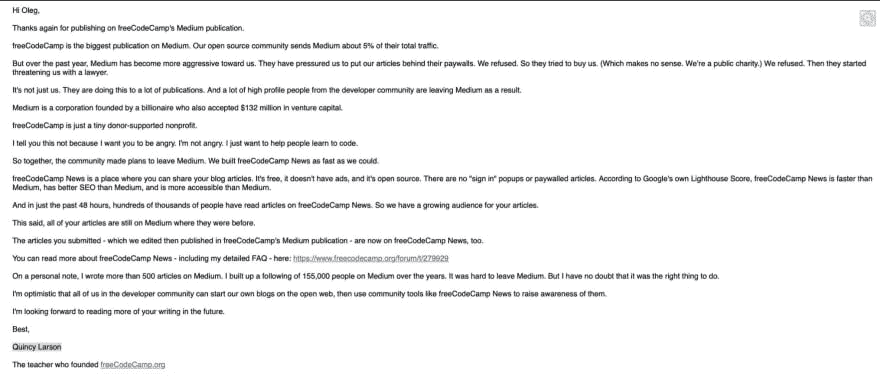 Hi Oleg,
Thanks again for publishing on freeCodeCamp's Medium publication.
freeCodeCamp is the biggest publication on Medium. Our open source community sends Medium about 5% of their total traffic.
But over the past year, Medium has become more aggressive toward us. They have pressured us to put our articles behind their paywalls. We refused. So they tried to buy us. (Which makes no sense. We're a public charity.) We refused. Then they started
threatening us with a lawyer.
It's not just us. They are doing this to a lot of publications. And a lot of high profile people from the developer community are leaving Medium as a result.
Medium is a corporation founded by a billionaire who also accepted $132 million in venture capital.
freeCodeCamp is just a tiny donor-supported nonprofit.
I tell you this not because I want you to be angry. I'm not angry. I just want to help people learn to code.
So together, the community made plans to leave Medium. We built freeCodeCamp News as fast as we could.
freeCodeCamp News is a place where you can share your blog articles. It's free, it doesn't have ads, and it's open source. There are no "sign in" popups or paywalled articles. According to Google's own Lighthouse Score, freeCodeCamp News is faster than
Medium, has better SEO than Medium, and is more accessible than Medium.
And in just the past 48 hours, hundreds of thousands of people have read articles on freeCodeCamp News. So we have a growing audience for your articles.
This said, all of your articles are still on Medium where they were before.
The articles you submitted - which we edited then published in freeCodeCamp's Medium publication - are now on freeCodeCamp News, too.
You can read more about freeCodeCamp News - including my detailed FAQ - here: https://www.freecodecamp.org/forum/t/279929
On a personal note, I wrote more than 500 articles on Medium. I built up a following of 155,000 people on Medium over the years. It was hard to leave Medium. But I have no doubt that it was the right thing to do.
I'm optimistic that all of us in the developer community can start our own blogs on the open web, then use community tools like freeCodeCamp News to raise awareness of them.
I'm looking forward to reading more of your writing in the future.
Best,
Quincy Larson
The teacher who founded freeCodeCamp.org